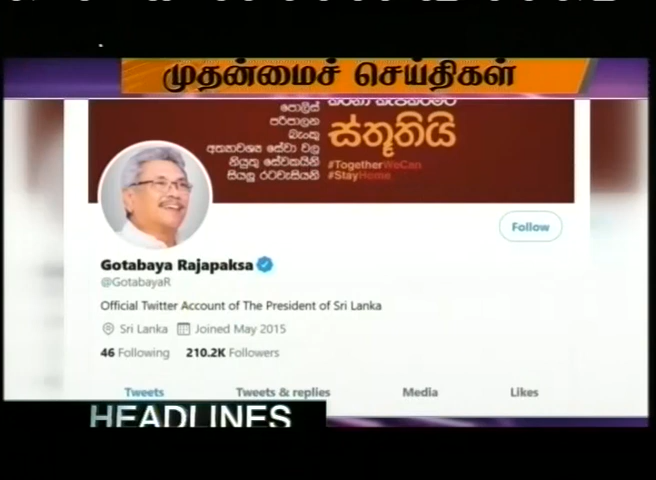 முதன்மைச் செய்திகள்
පොලිස්
පරිපාලන
බැංකු
අත්‍යාවශ්‍ය සේවා වල
නියුතු සේවකයිනි
සියලු රටවැසියනි
ස්තූතියි
#TogetherWeCan
#StayHome
Follow
Gotabaya Rajapaksa
@GotabayaR
Official Twitter Account of The President of Sri Lanka
Sri Lanka Joined May 2015
46 Following 210.2K Followers
Tweets Tweets & replies Media Likes
HEADLINES